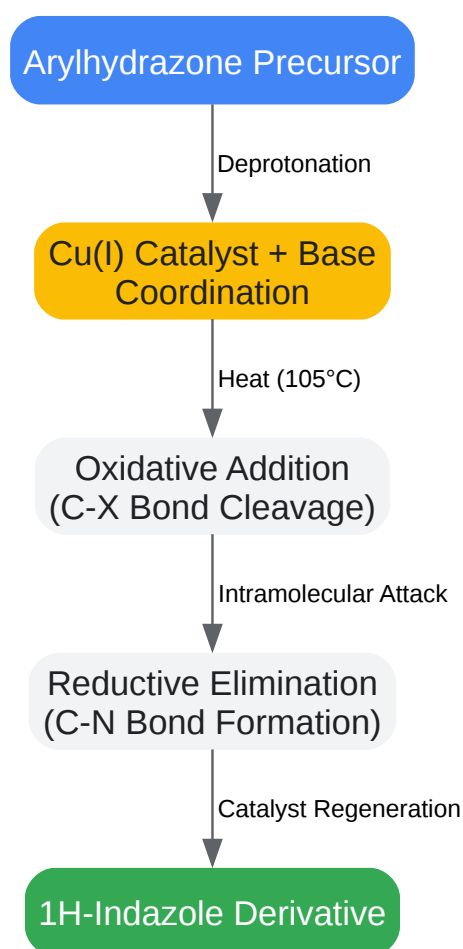 Arylhydrazone Precursor
Deprotonation
Cu(I) Catalyst + Base
Coordination
Heat (105°C)
Oxidative Addition
(C-X Bond Cleavage)
Intramolecular Attack
Reductive Elimination
(C-N Bond Formation)
Catalyst Regeneration
1H-Indazole Derivative